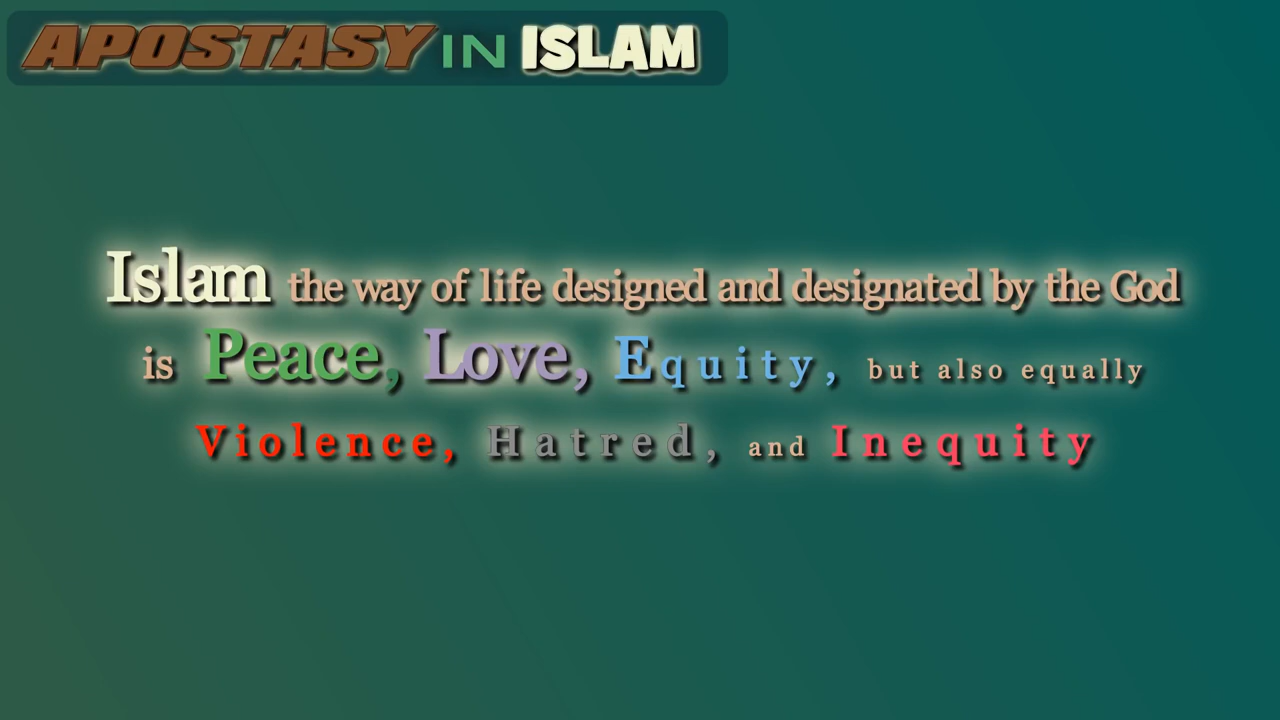 APOSTASY IN ISLAM
Islam the way of life designed and designated by the God
is Peace, Love, Equity, but also equally
Violence, Hatred, and Inequity